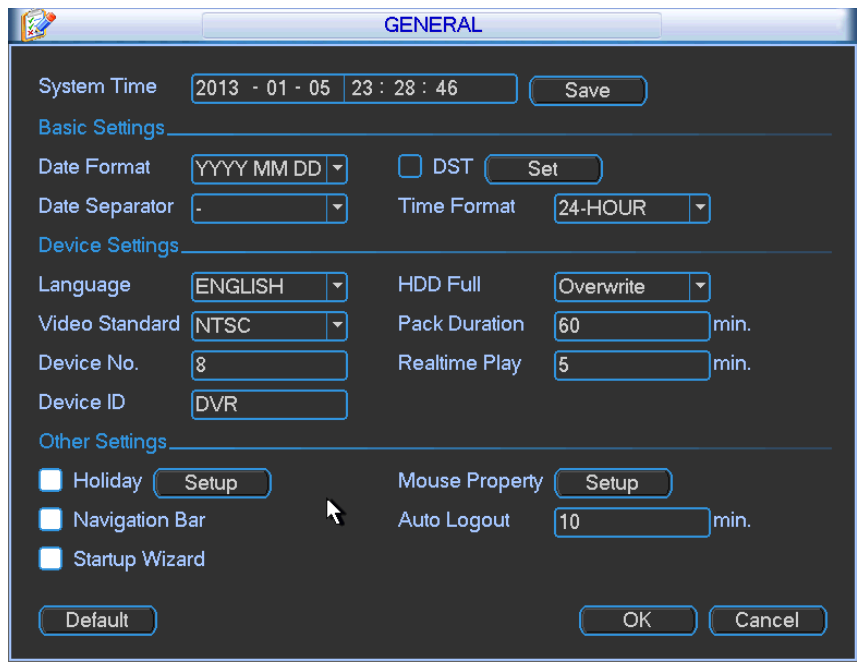 GENERAL
System Time 2013 - 01 - 05 23 : 28 : 46 Save
Basic Settings
Date Format YYYY MM DD DST Set
Date Separator - Time Format 24-HOUR
Device Settings
Language ENGLISH HDD Full Overwrite
Video Standard NTSC Pack Duration 60 min.
Device No. 8 Realtime Play 5 min.
Device ID DVR
Other Settings
Holiday Setup Mouse Property Setup
Navigation Bar Auto Logout 10 min.
Startup Wizard
Default OK Cancel